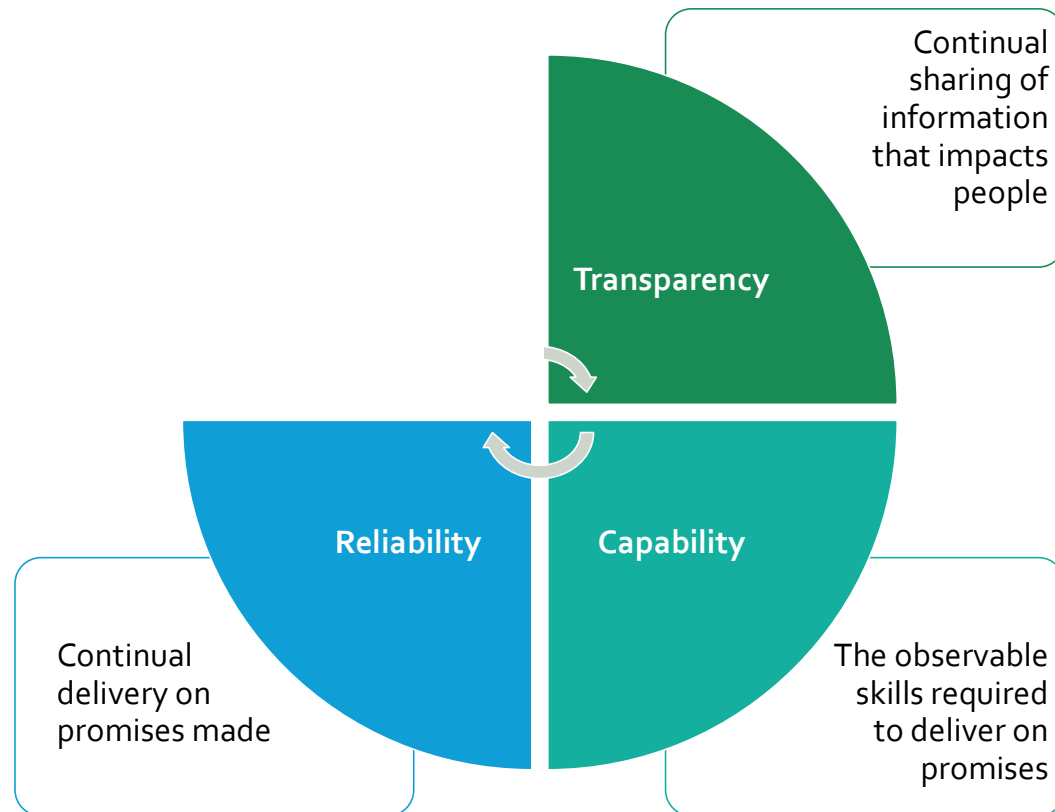 Continual
sharing of
information
that impacts
people
Transparency
Reliability
Capability
Continual
delivery on
promises made
The observable
skills required
to deliver on
promises